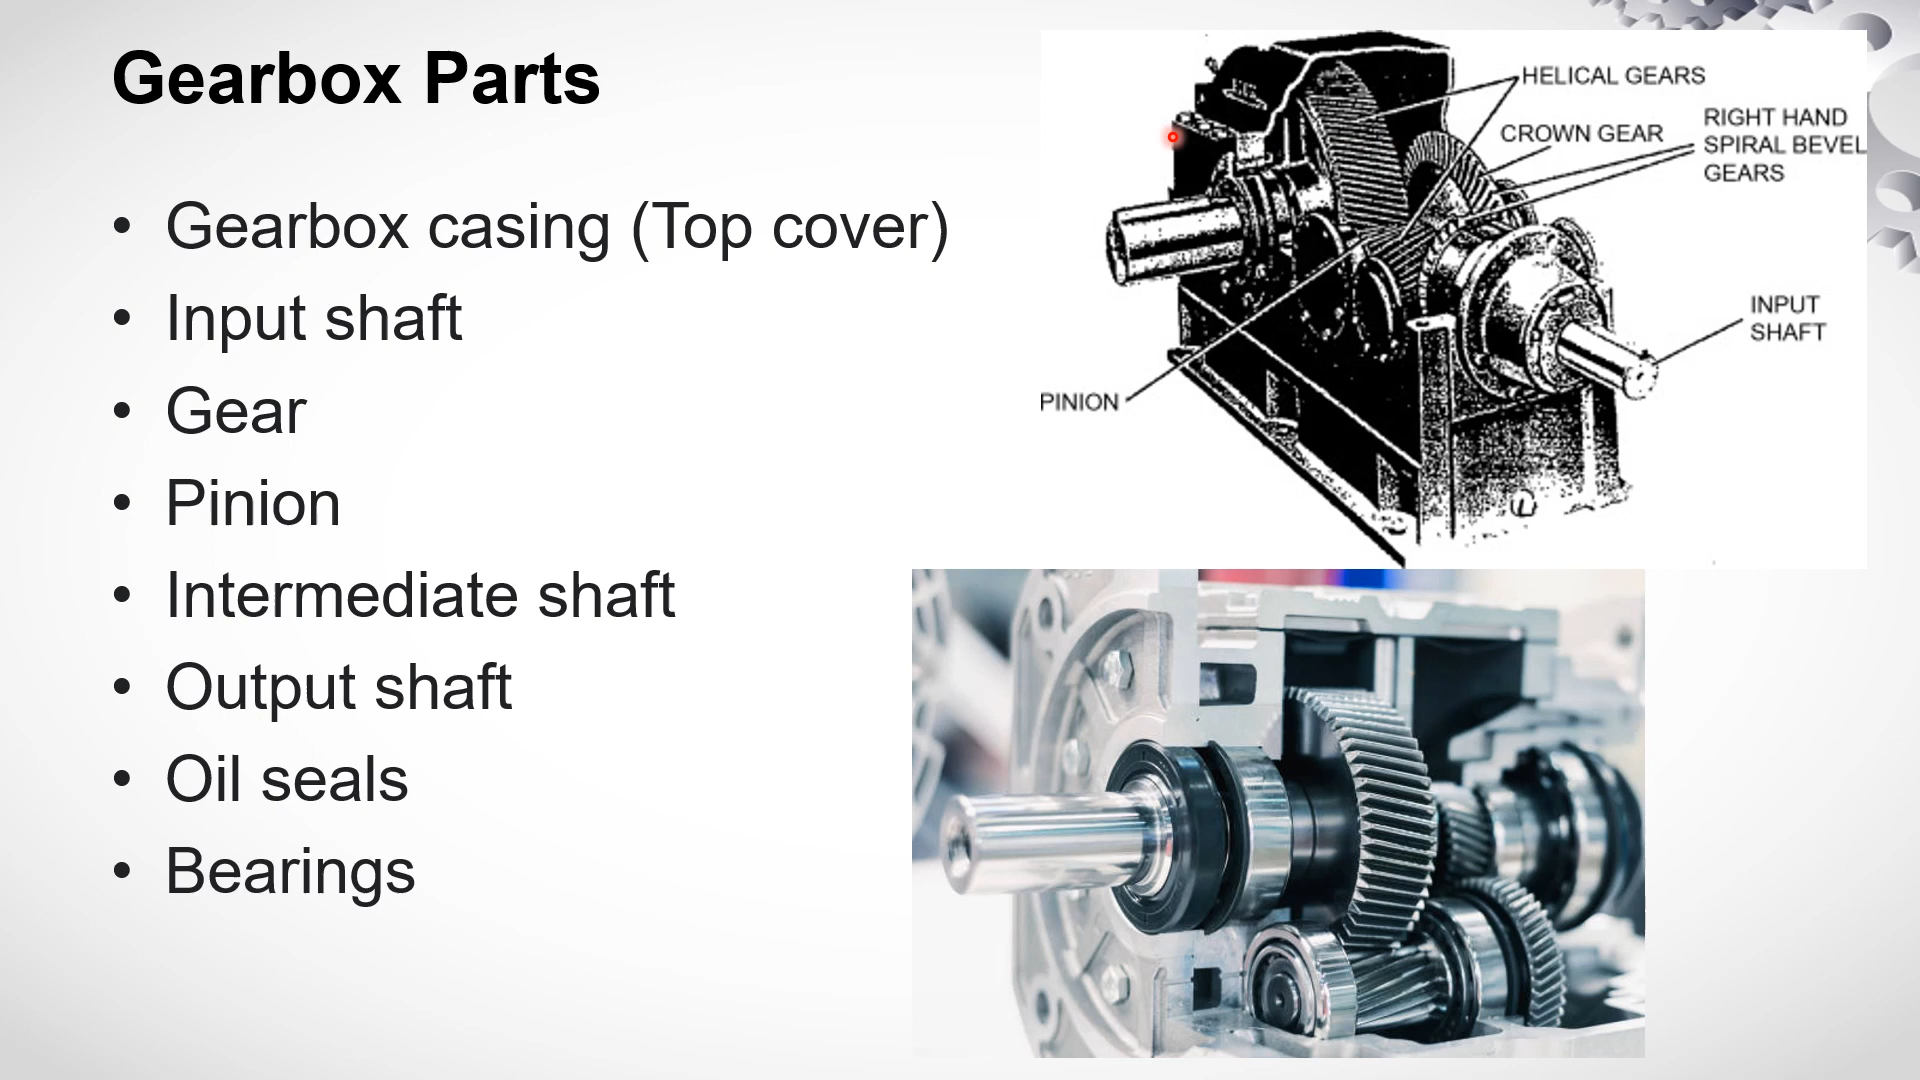 Gearbox Parts
• Gearbox casing (Top cover)
• Input shaft
• Gear
• Pinion
• Intermediate shaft
• Output shaft
• Oil seals
• Bearings
HELICAL GEARS
CROWN GEAR
RIGHT HAND
SPIRAL BEVEL
GEARS
INPUT
SHAFT
PINION